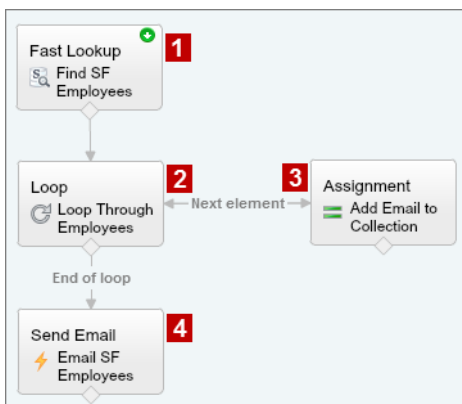 Fast Lookup
1
Find SF
Employees
Loop
2
Loop Through
Employees
Next element
3
Assignment
Add Email to
Collection
End of loop
Send Email
4
Email SF
Employees